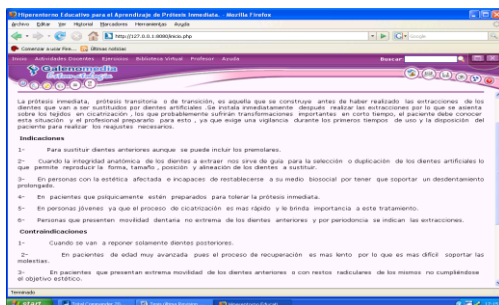 Hiperentorno Educativo para el Aprendizaje de Prótesis Inmediata. - Mozilla Firefox
Archivo Editar Ver Historial Marcadores Herramientas Ayuda
http://127.0.0.1:8080/inicio.php
Google
Comenzar a usar Fire... Últimas noticias
Inicio Actividades Docentes Ejercicios Biblioteca Virtual Profesor Ayuda
Buscar:
Galenomedia
La prótesis inmediata, prótesis transitoria o de transición, es aquella que se construye antes de haber realizado las extracciones de los
dientes que van a ser sustituidos por dientes artificiales. Se instala inmediatamente después realizar las extracciones por lo que se asienta
sobre los tejidos en cicatrización, los que probablemente sufrirán transformaciones importantes en corto tiempo, el paciente debe conocer
esta situación y el profesional prepararlo para esto, ya que exige una vigilancia durante los primeros tiempos de uso y la disposición del
paciente para realizar los reajustes necesarios.
Indicaciones
1- Para sustituir dientes anteriores aunque se puede incluir los premolares.
2- Cuando la integridad anatómica de los dientes a extraer nos sirve de guía para la selección o duplicación de los dientes artificiales lo
que permite reproducir la forma, tamaño, posición y alineación de los dientes a sustituir.
3- En personas con la estética afectada e incapaces de restablecerse a su medio biosocial por tener que soportar un desdentamiento
prolongado.
4- En pacientes que psíquicamente estén preparados para tolerar la prótesis inmediata.
5- En personas jóvenes ya que el proceso de cicatrización es mas rápido y le brinda importancia a este tratamiento.
6- Personas que presenten movilidad dentaria no extrema de los dientes anteriores y por periodoncia se indican las extracciones.
Contraindicaciones
1- Cuando se van a reponer solamente dientes posteriores.
2- En pacientes de edad muy avanzada pues el proceso de recuperación es mas lento por lo que es mas difícil soportar las
molestias.
3- En pacientes que presentan extrema movilidad de los dientes anteriores o con restos radiculares de los mismos no cumpliéndose
el objetivo estético.
Terminado
start